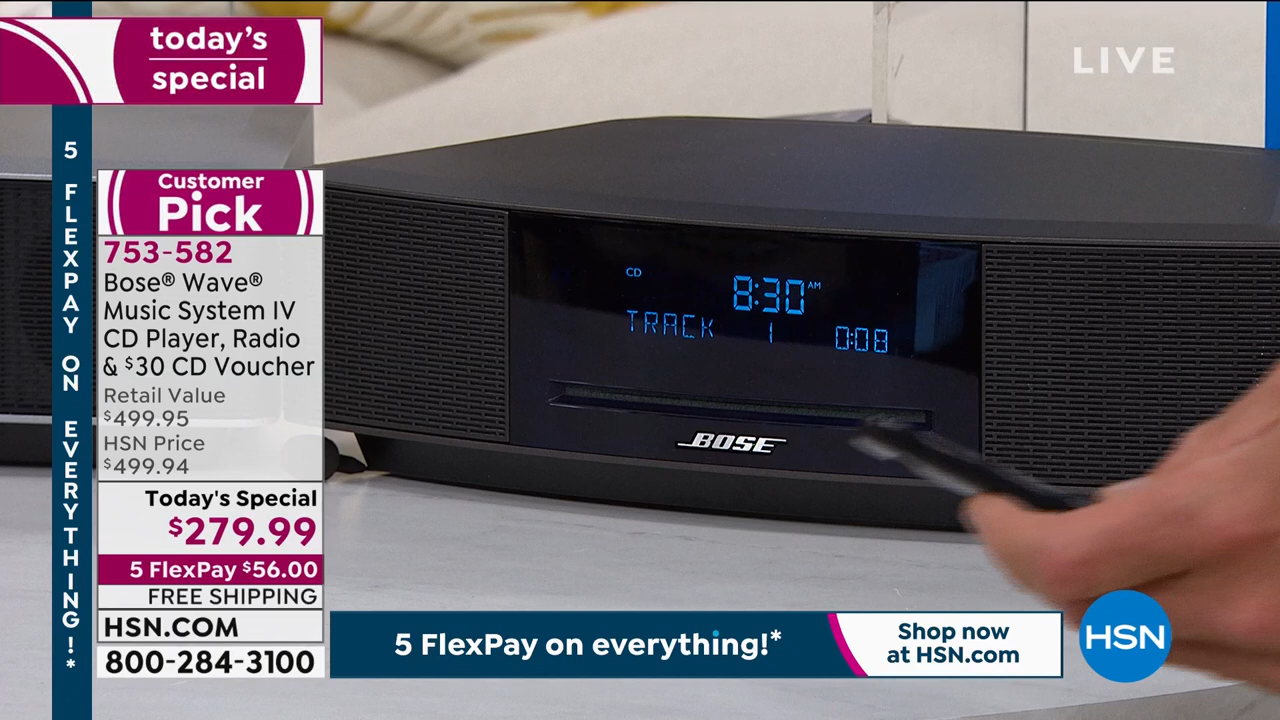 today's
special
LIVE
5 FLEXPAY ON EVERYTHING!*
Customer
Pick
753-582
Bose® Wave®
Music System IV
CD Player, Radio
& $30 CD Voucher
Retail Value
$499.95
HSN Price
$499.94
Today's Special
$279.99
5 FlexPay $56.00
FREE SHIPPING
HSN.COM
800-284-3100
CD
8:30 AM
TRACK 1 0:08
BOSE
5 FlexPay on everything!*
Shop now
at HSN.com
HSN